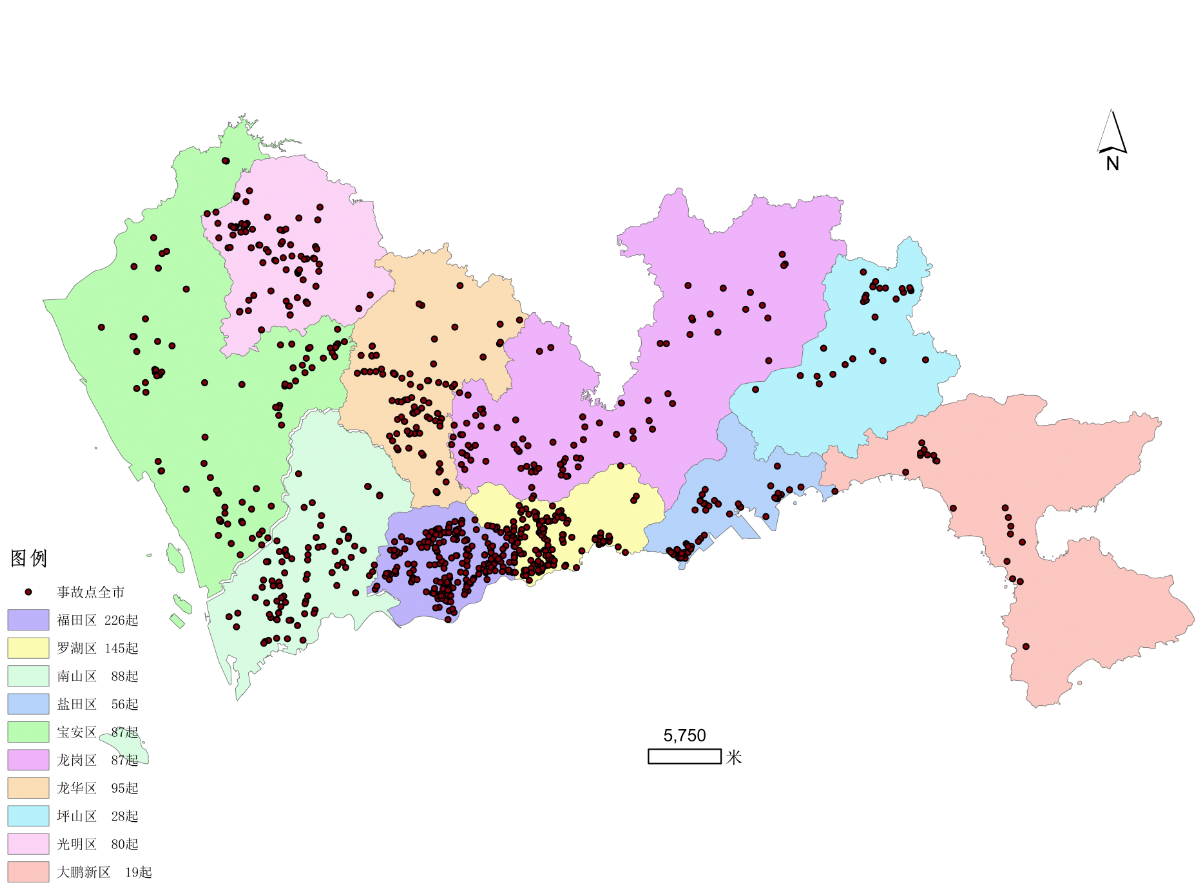 N
图例
事故点全市
福田区 226起
罗湖区 145起
南山区 88起
盐田区 56起
宝安区 87起
龙岗区 87起
龙华区 95起
坪山区 28起
光明区 80起
大鹏新区 19起
5,750
米